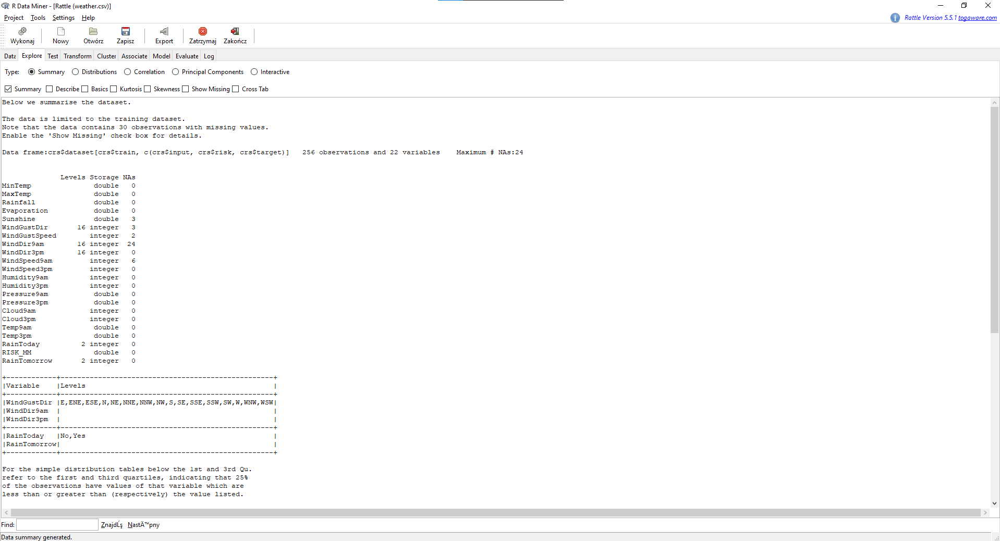 R Data Miner - [Rattle (weather.csv)]
Project Tools Settings Help
Rattle Version 5.5.1 togaware.com
Wykonaj Nowy Otwórz Zapisz Export Zatrzymaj Zakończ
Data Explore Test Transform Cluster Associate Model Evaluate Log
Type: Summary Distributions Correlation Principal Components Interactive
Summary Describe Basics Kurtosis Skewness Show Missing Cross Tab
Below we summarise the dataset.
The data is limited to the training dataset.
Note that the data contains 30 observations with missing values.
Enable the 'Show Missing' check box for details.
Data frame:crs$dataset[crs$train, c(crs$input, crs$risk, crs$target)]   256 observations and 22 variables    Maximum # NAs:24
Levels Storage NAs
MinTemp double 0
MaxTemp double 0
Rainfall double 0
Evaporation double 0
Sunshine double 3
WindGustDir 16 integer 3
WindGustSpeed integer 2
WindDir9am 16 integer 24
WindDir3pm 16 integer 0
WindSpeed9am integer 6
WindSpeed3pm integer 0
Humidity9am integer 0
Humidity3pm integer 0
Pressure9am double 0
Pressure3pm double 0
Cloud9am integer 0
Cloud3pm integer 0
Temp9am double 0
Temp3pm double 0
RainToday 2 integer 0
RISK_MM double 0
RainTomorrow 2 integer 0
+------------+---------------------------------------------------+
|Variable    |Levels                                             |
+------------+---------------------------------------------------+
|WindGustDir |E,ENE,ESE,N,NE,NNE,NNW,NW,S,SE,SSE,SSW,SW,W,WNW,WSW|
|WindDir9am  |                                                   |
|WindDir3pm  |                                                   |
+------------+---------------------------------------------------+
|RainToday   |No,Yes                                             |
|RainTomorrow|                                                   |
+------------+---------------------------------------------------+
For the simple distribution tables below the 1st and 3rd Qu.
refer to the first and third quartiles, indicating that 25%
of the observations have values of that variable which are
less than or greater than (respectively) the value listed.
Find: ZnajdĹş NastÄ™pny
Data summary generated.